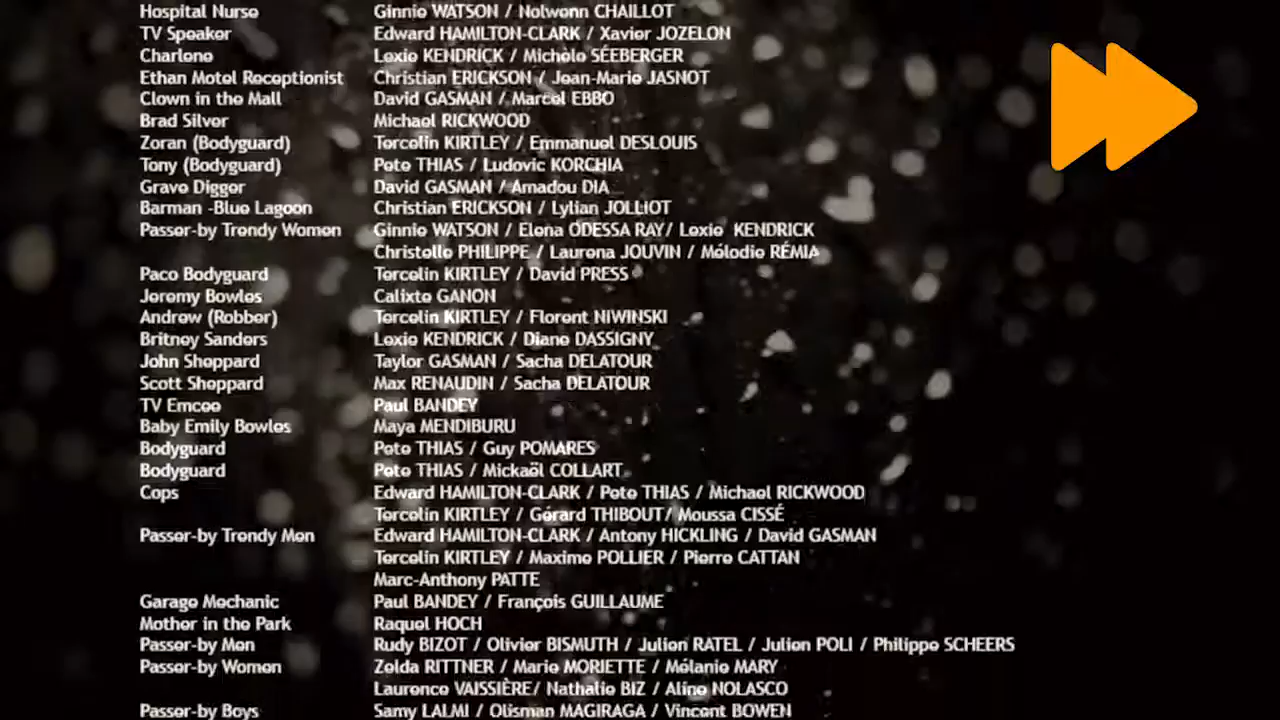 Hospital Nurse Ginnie WATSON / Nolwenn CHAILLOT
TV Speaker Edward HAMILTON-CLARK / Xavier JOZELON
Charlene Lexie KENDRICK / Michèle SÉEBERGER
Ethan Motel Receptionist Christian ERICKSON / Jean-Marie JASNOT
Clown in the Mall David GASMAN / Marcel EBBO
Brad Silver Michael RICKWOOD
Zoran (Bodyguard) Tercelin KIRTLEY / Emmanuel DESLOUIS
Tony (Bodyguard) Pete THIAS / Ludovic KORCHIA
Grave Digger David GASMAN / Amadou DIA
Barman -Blue Lagoon Christian ERICKSON / Lylian JOLLIOT
Passer-by Trendy Women Ginnie WATSON / Elena ODESSA RAY/ Lexie KENDRICK
Christelle PHILIPPE / Laurena JOUVIN / Mélodie RÉMIA
Paco Bodyguard Tercelin KIRTLEY / David PRESS
Jeremy Bowles Calixte GANON
Andrew (Robber) Tercelin KIRTLEY / Florent NIWINSKI
Britney Sanders Lexie KENDRICK / Diane DASSIGNY
John Sheppard Taylor GASMAN / Sacha DELATOUR
Scott Sheppard Max RENAUDIN / Sacha DELATOUR
TV Emcee Paul BANDEY
Baby Emily Bowles Maya MENDIBURU
Bodyguard Pete THIAS / Guy POMARES
Bodyguard Pete THIAS / Mickaël COLLART
Cops Edward HAMILTON-CLARK / Pete THIAS / Michael RICKWOOD
Tercelin KIRTLEY / Gérard THIBOUT/ Moussa CISSÉ
Passer-by Trendy Men Edward HAMILTON-CLARK / Antony HICKLING / David GASMAN
Tercelin KIRTLEY / Maxime POLLIER / Pierre CATTAN
Marc-Anthony PATTE
Garage Mechanic Paul BANDEY / François GUILLAUME
Mother in the Park Raquel HOCH
Passer-by Men Rudy BIZOT / Olivier BISMUTH / Julien RATEL / Julien POLI / Philippe SCHEERS
Passer-by Women Zelda RITTNER / Marie MORIETTE / Mélanie MARY
Laurence VAISSIÈRE/ Nathalie BIZ / Aline NOLASCO
Passer-by Boys Samy LALMI / Olisman MAGIRAGA / Vincent BOWEN